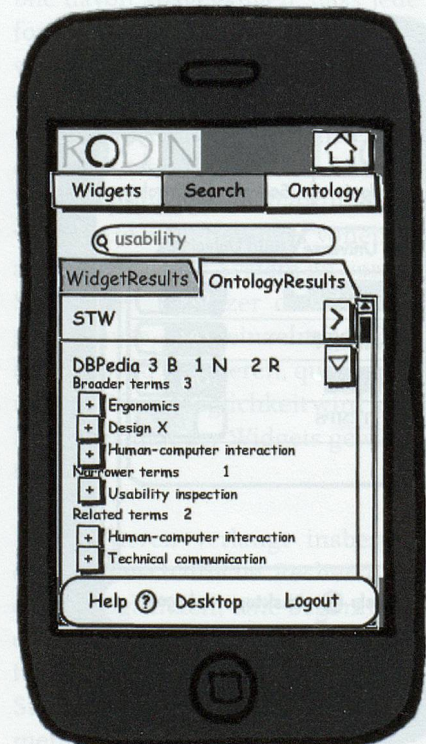 RODIN
Widgets Search Ontology
usability
WidgetResults OntologyResults
STW >
DBPedia 3 B 1 N 2 R
Broader terms 3
+ Ergonomics
+ Design X
+ Human-computer interaction
Narrower terms 1
+ Usability inspection
Related terms 2
+ Human-computer interaction
+ Technical communication
Help ? Desktop Logout